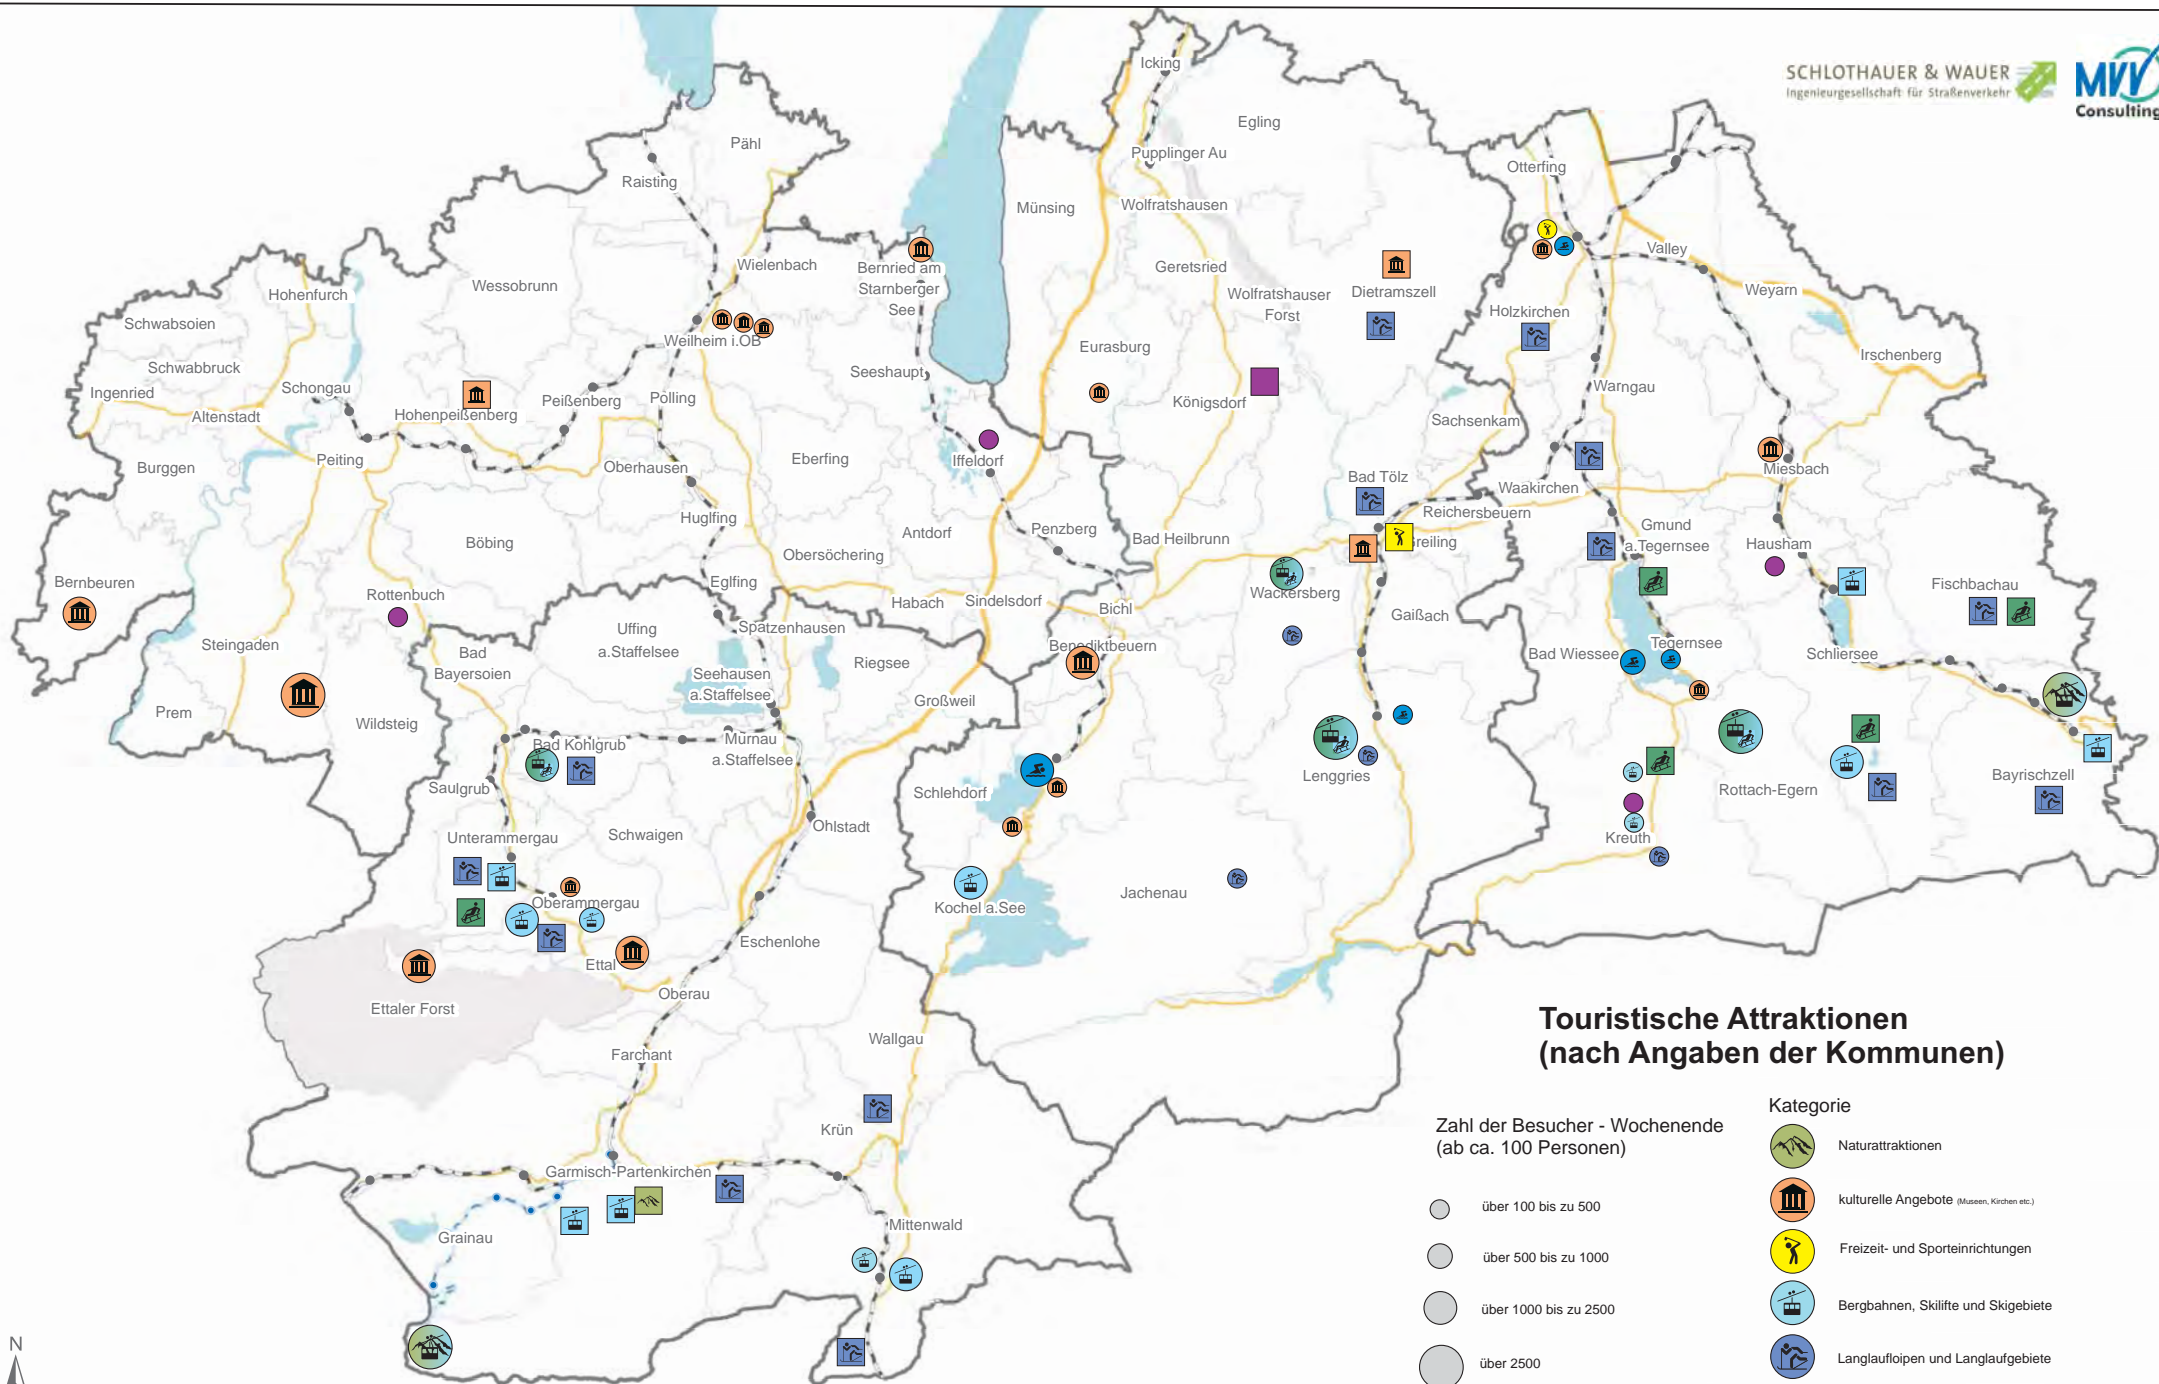 SCHLOTHAUER & WAUER
Ingenieurgesellschaft für Straßenverkehr
MVV
Consulting
Icking
Egling
Pähl
Pupplinger Au
Otterfing
Raisting
Münsing
Wolfratshausen
Valley
Wielenbach
Bernried am
Starnberger
See
Geretsried
Wolfratshauser
Forst
Dietramszell
Weyarn
Wessobrunn
Hohenfurch
Holzkirchen
Schwabsoien
Weilheim i.OB
Eurasburg
Irschenberg
Schwabbruck
Seeshaupt
Ingenried
Schongau
Warngau
Altenstadt
Hohenpeißenberg
Peißenberg
Polling
Königsdorf
Sachsenkam
Burggen
Peiting
Oberhausen
Eberfing
Iffeldorf
Bad Tölz
Miesbach
Waakirchen
Huglfing
Reichersbeuern
Gmund
a.Tegernsee
Böbing
Antdorf
Penzberg
Bad Heilbrunn
Greiling
Hausham
Obersöchering
Bernbeuren
Eglfing
Fischbachau
Rottenbuch
Habach
Sindelsdorf
Bichl
Wackersberg
Gaißach
Steingaden
Uffing
a.Staffelsee
Spatzenhausen
Benediktbeuern
Tegernsee
Bad
Bayersoien
Riegsee
Bad Wiessee
Schliersee
Seehausen
a.Staffelsee
Großweil
Prem
Wildsteig
Bad Kohlgrub
Murnau
a.Staffelsee
Lenggries
Bayrischzell
Saulgrub
Schlehdorf
Rottach-Egern
Unterammergau
Schwaigen
Ohlstadt
Kreuth
Oberammergau
Kochel a.See
Jachenau
Eschenlohe
Ettal
Oberau
Ettaler Forst
Wallgau
Farchant
Krün
Garmisch-Partenkirchen
Grainau
Mittenwald
N
Touristische Attraktionen
(nach Angaben der Kommunen)
Zahl der Besucher - Wochenende
(ab ca. 100 Personen)
über 100 bis zu 500
über 500 bis zu 1000
über 1000 bis zu 2500
über 2500
Kategorie
Naturattraktionen
kulturelle Angebote (Museen, Kirchen etc.)
Freizeit- und Sporteinrichtungen
Bergbahnen, Skilifte und Skigebiete
Langlaufloipen und Langlaufgebiete